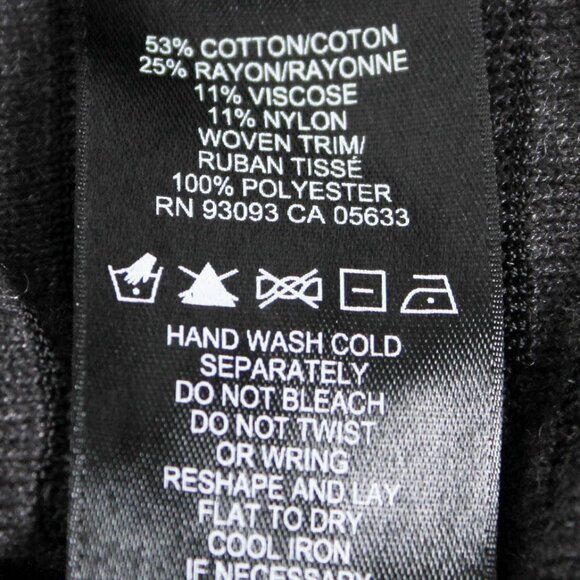 53% COTTON/COTON
25% RAYON/RAYONNE
11% VISCOSE
11% NYLON
WOVEN TRIM/
RUBAN TISSÉ
100% POLYESTER
RN 93093 CA 05633
HAND WASH COLD
SEPARATELY
DO NOT BLEACH
DO NOT TWIST
OR WRING
RESHAPE AND LAY
FLAT TO DRY
COOL IRON
IF NECESSARY